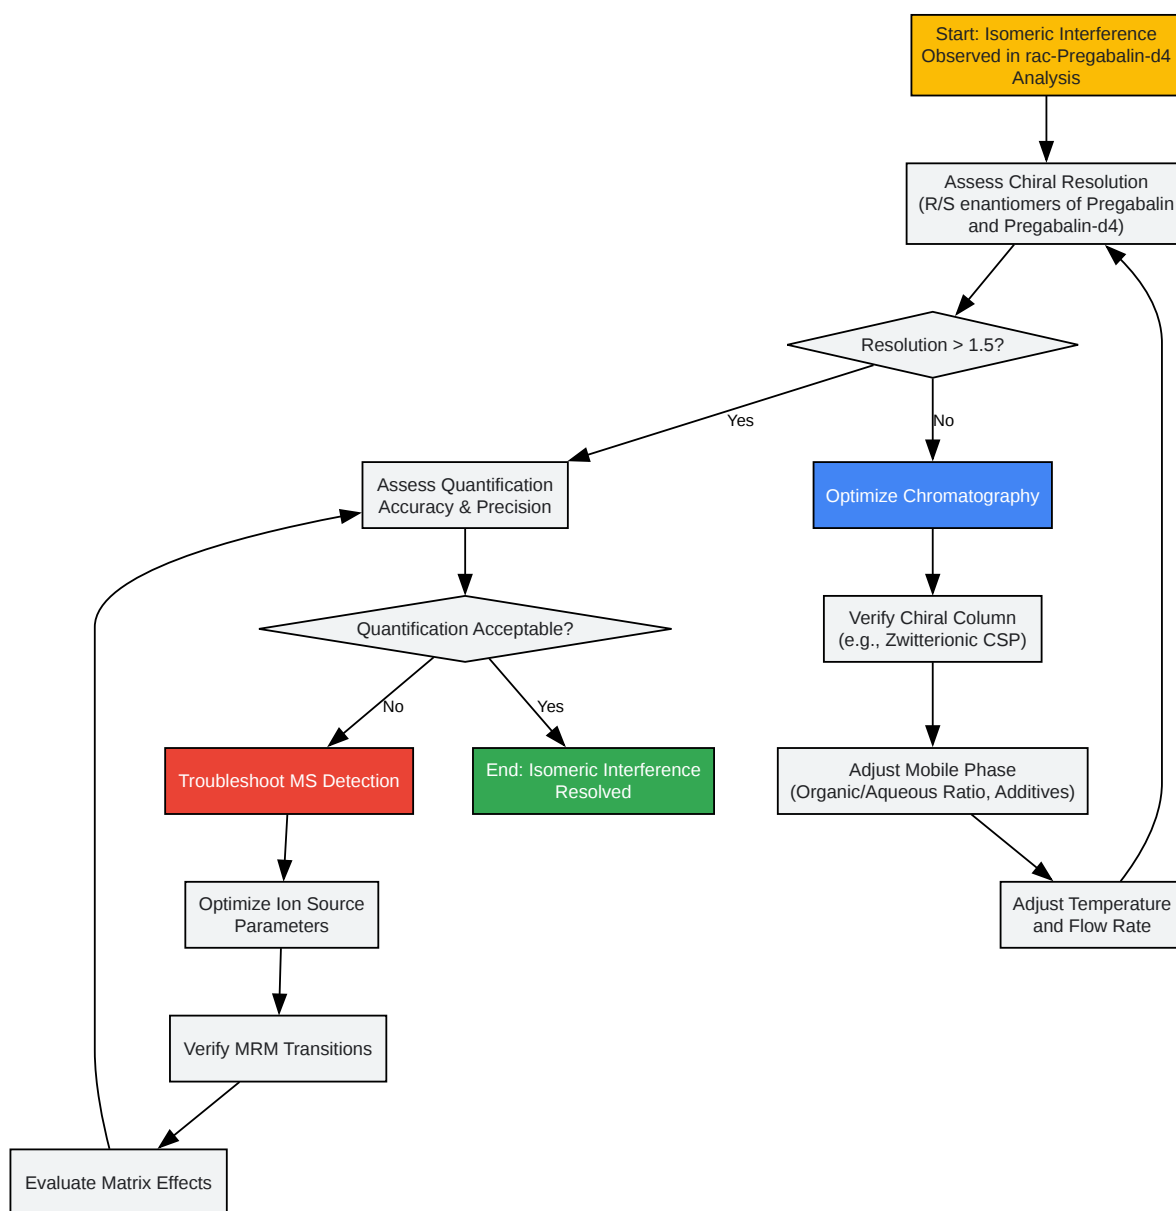 Start: Isomeric Interference
Observed in rac-Pregabalin-d4
Analysis
Assess Chiral Resolution
(R/S enantiomers of Pregabalin
and Pregabalin-d4)
Resolution > 1.5?
Yes
No
Assess Quantification
Accuracy & Precision
Optimize Chromatography
Quantification Acceptable?
Verify Chiral Column
(e.g., Zwitterionic CSP)
No
Yes
Troubleshoot MS Detection
End: Isomeric Interference
Resolved
Adjust Mobile Phase
(Organic/Aqueous Ratio, Additives)
Optimize Ion Source
Parameters
Adjust Temperature
and Flow Rate
Verify MRM Transitions
Evaluate Matrix Effects